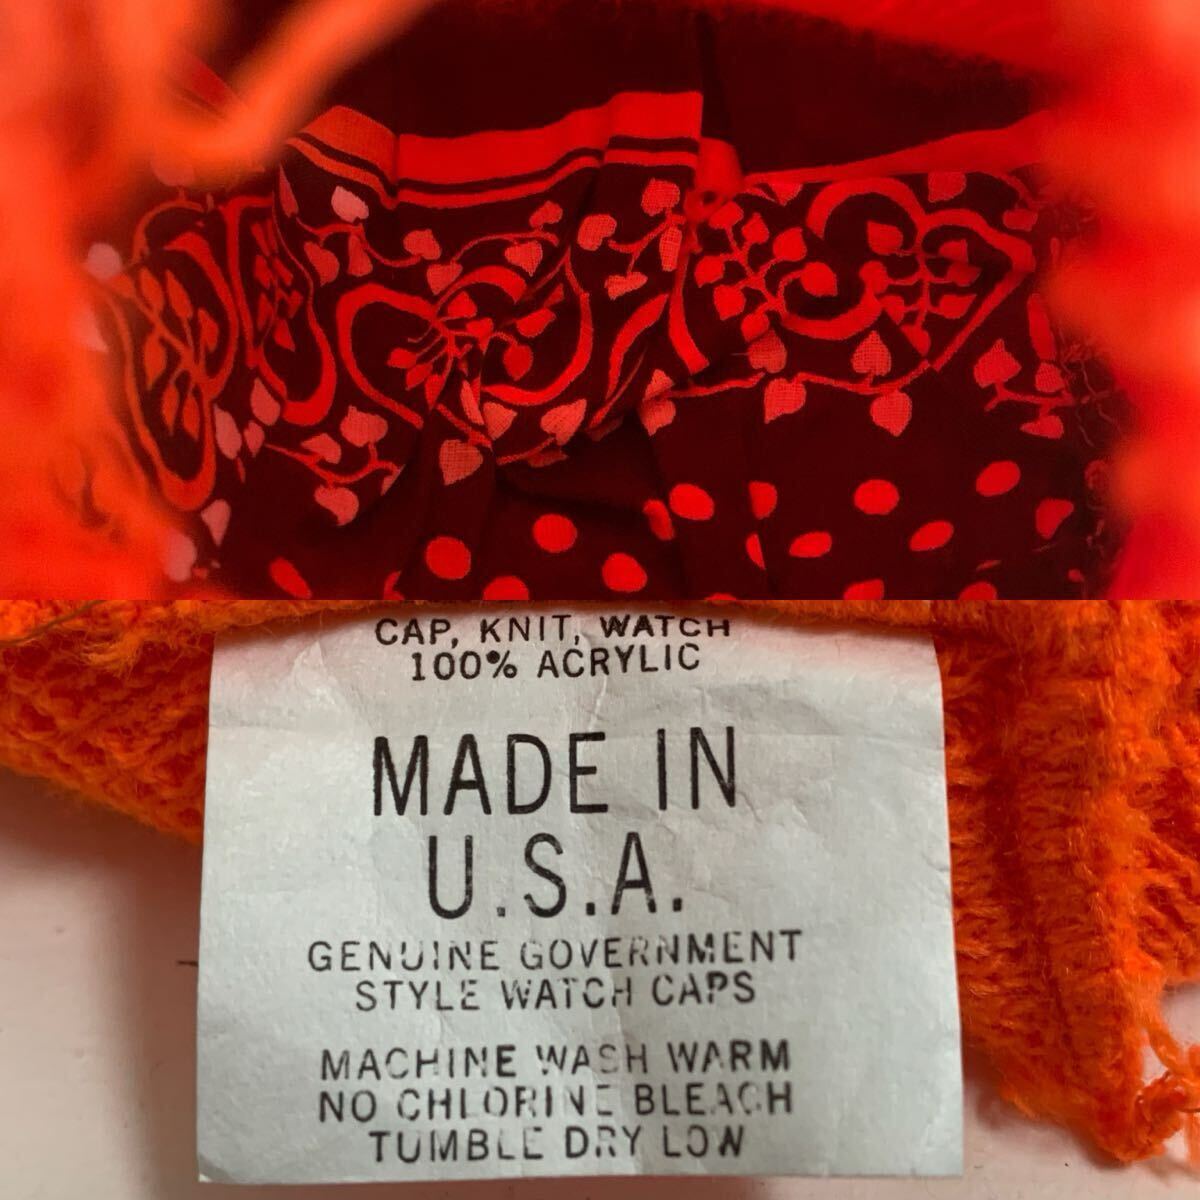 CAP, KNIT, WATCH
100% ACRYLIC
MADE IN
U.S.A.
GENUINE GOVERNMENT
STYLE WATCH CAPS
MACHINE WASH WARM
NO CHLORINE BLEACH
TUMBLE DRY LOW